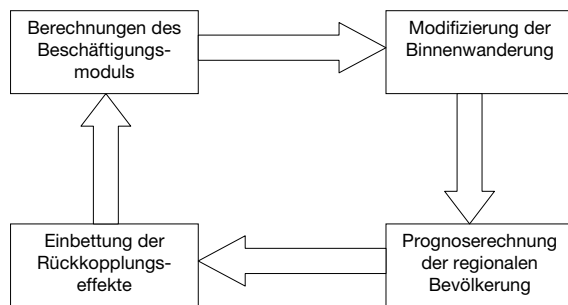 Berechnungen des
Beschäftigungs-
moduls
Modifizierung der
Binnenwanderung
Einbettung der
Rückkopplungs-
effekte
Prognoserechnung
der regionalen
Bevölkerung